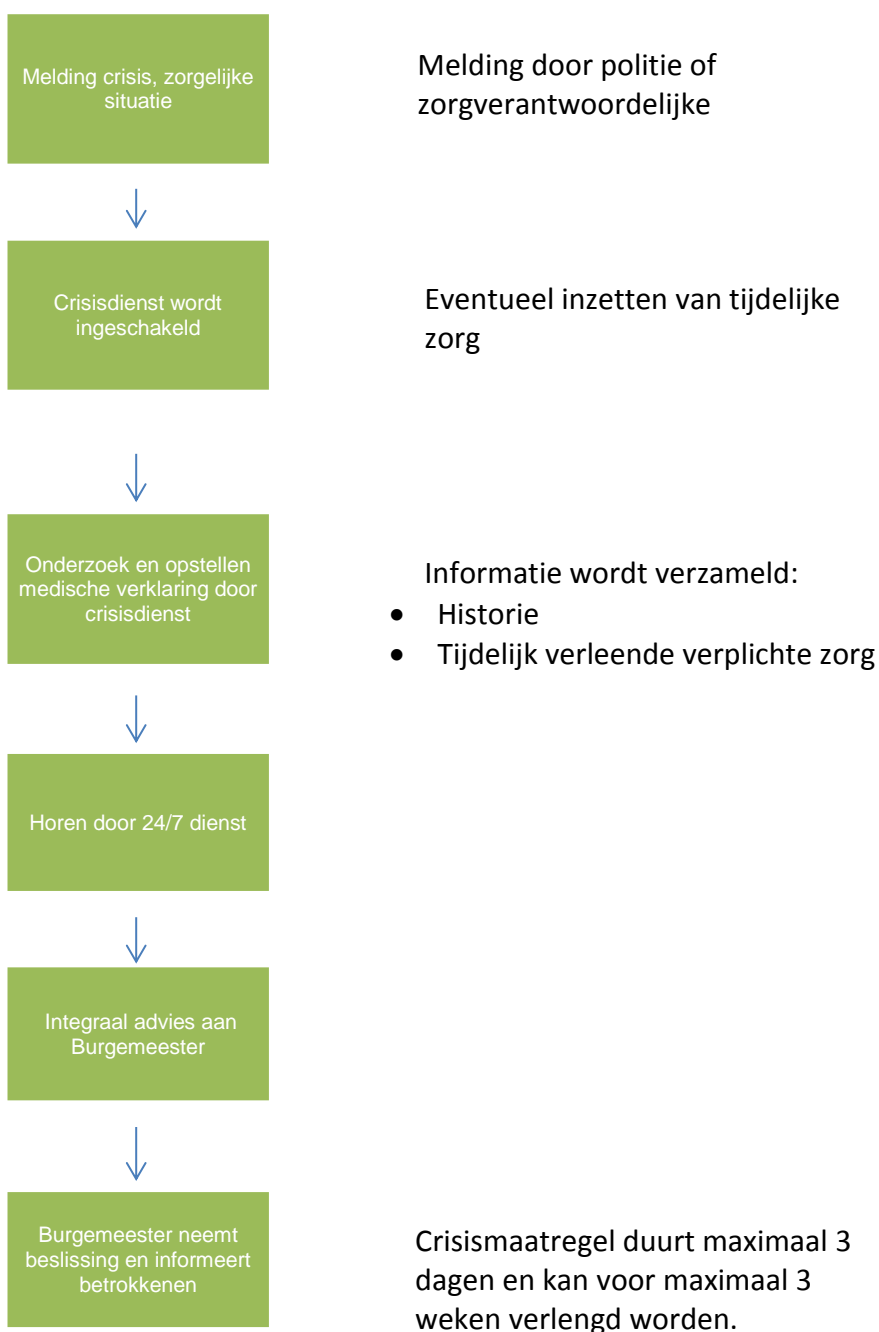 Melding crisis, zorgelijke
situatie
Melding door politie of
zorgverantwoordelijke
Crisisdienst wordt
ingeschakeld
Eventueel inzetten van tijdelijke
zorg
Onderzoek en opstellen
medische verklaring door
crisisdienst
Informatie wordt verzameld:
• Historie
• Tijdelijk verleende verplichte zorg
Horen door 24/7 dienst
Integraal advies aan
Burgemeester
Burgemeester neemt
beslissing en informeert
betrokkenen
Crisismaatregel duurt maximaal 3
dagen en kan voor maximaal 3
weken verlengd worden.